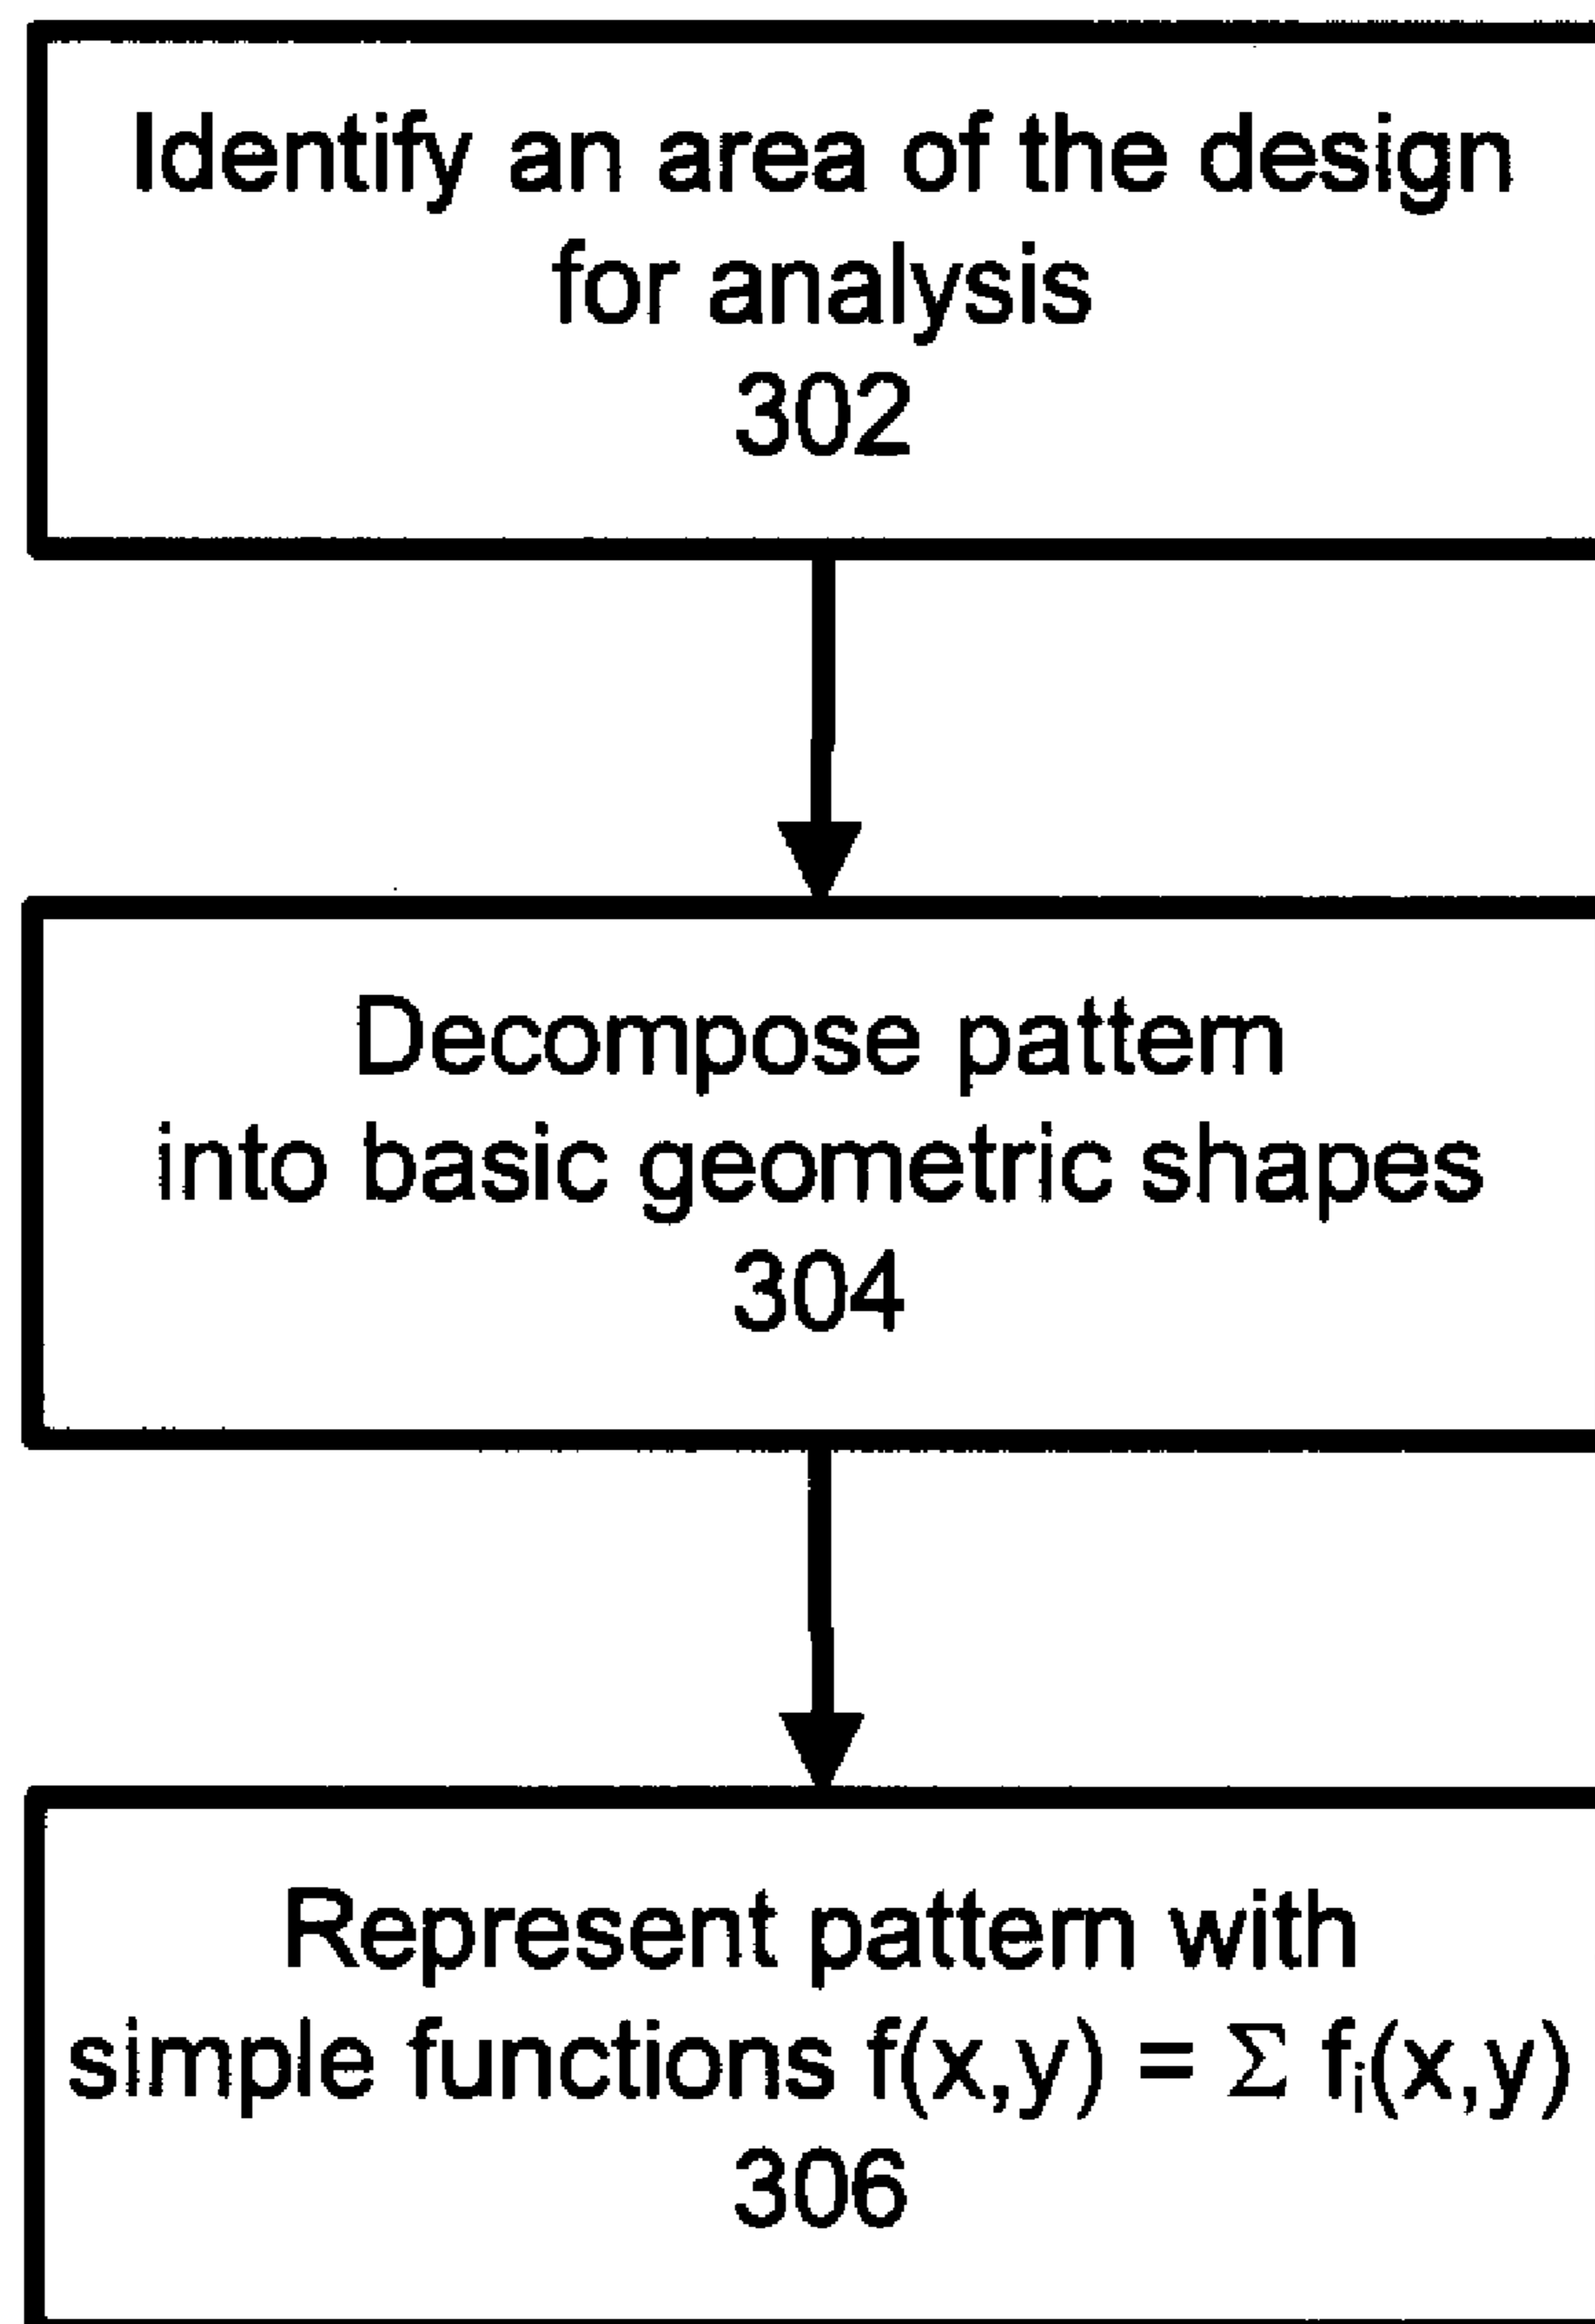 Identify an area of the design
for analysis
302
Decompose pattern
into basic geometric shapes
304
Represent pattern with
simple functions f(x,y) = Σ fᵢ(x,y)
306